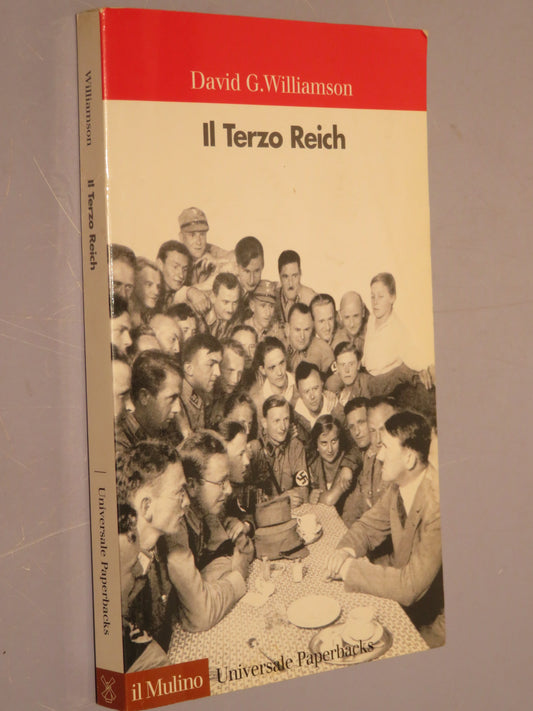 David G.Williamson
Il Terzo Reich
il Mulino
Universale Paperbacks
Williamson
Il Terzo Reich
Universale Paperbacks